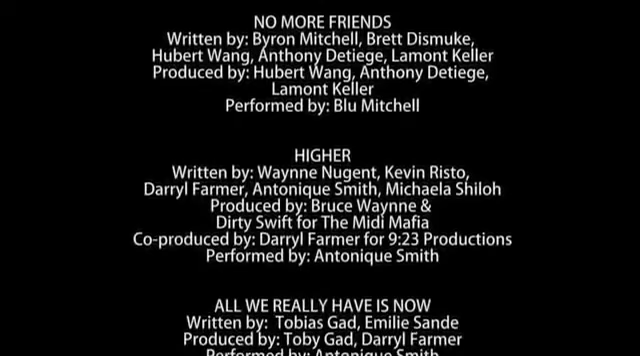 NO MORE FRIENDS
Written by: Byron Mitchell, Brett Dismuke,
Hubert Wang, Anthony Detiege, Lamont Keller
Produced by: Hubert Wang, Anthony Detiege,
Lamont Keller
Performed by: Blu Mitchell
HIGHER
Written by: Waynne Nugent, Kevin Risto,
Darryl Farmer, Antonique Smith, Michaela Shiloh
Produced by: Bruce Waynne &
Dirty Swift for The Midi Mafia
Co-produced by: Darryl Farmer for 9:23 Productions
Performed by: Antonique Smith
ALL WE REALLY HAVE IS NOW
Written by: Tobias Gad, Emilie Sande
Produced by: Toby Gad, Darryl Farmer
Performed by: Antonique Smith